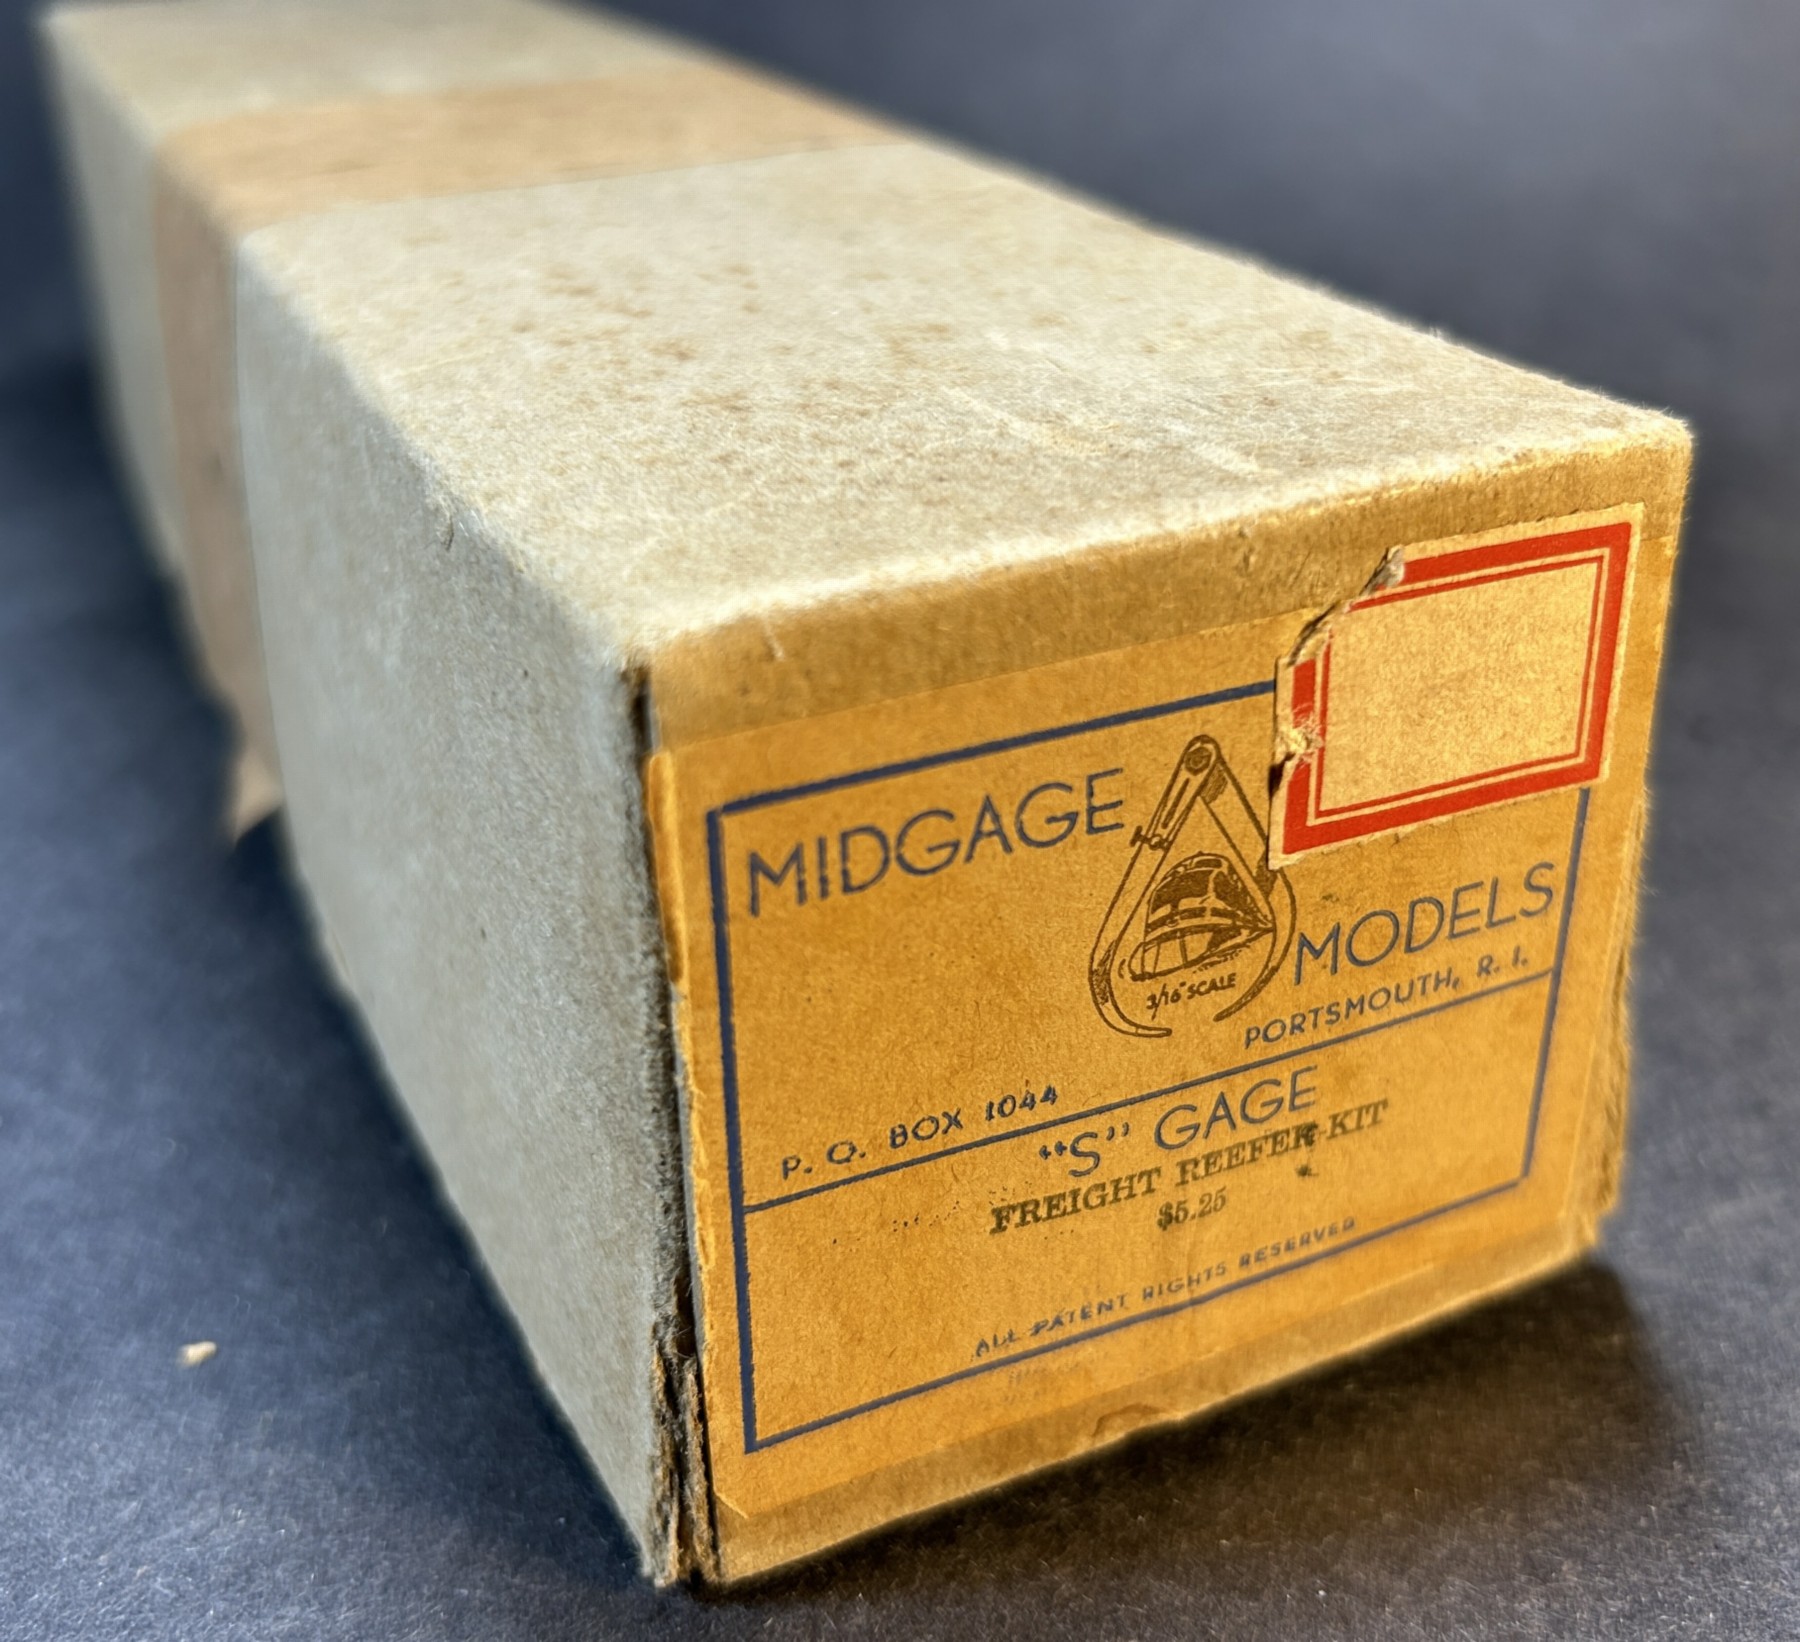 MIDGAGE
MODELS
3/16" SCALE
PORTSMOUTH, R. I.
P. O. BOX 1044
"S" GAGE
FREIGHT REEFER KIT
$5.25
ALL PATENT RIGHTS RESERVED